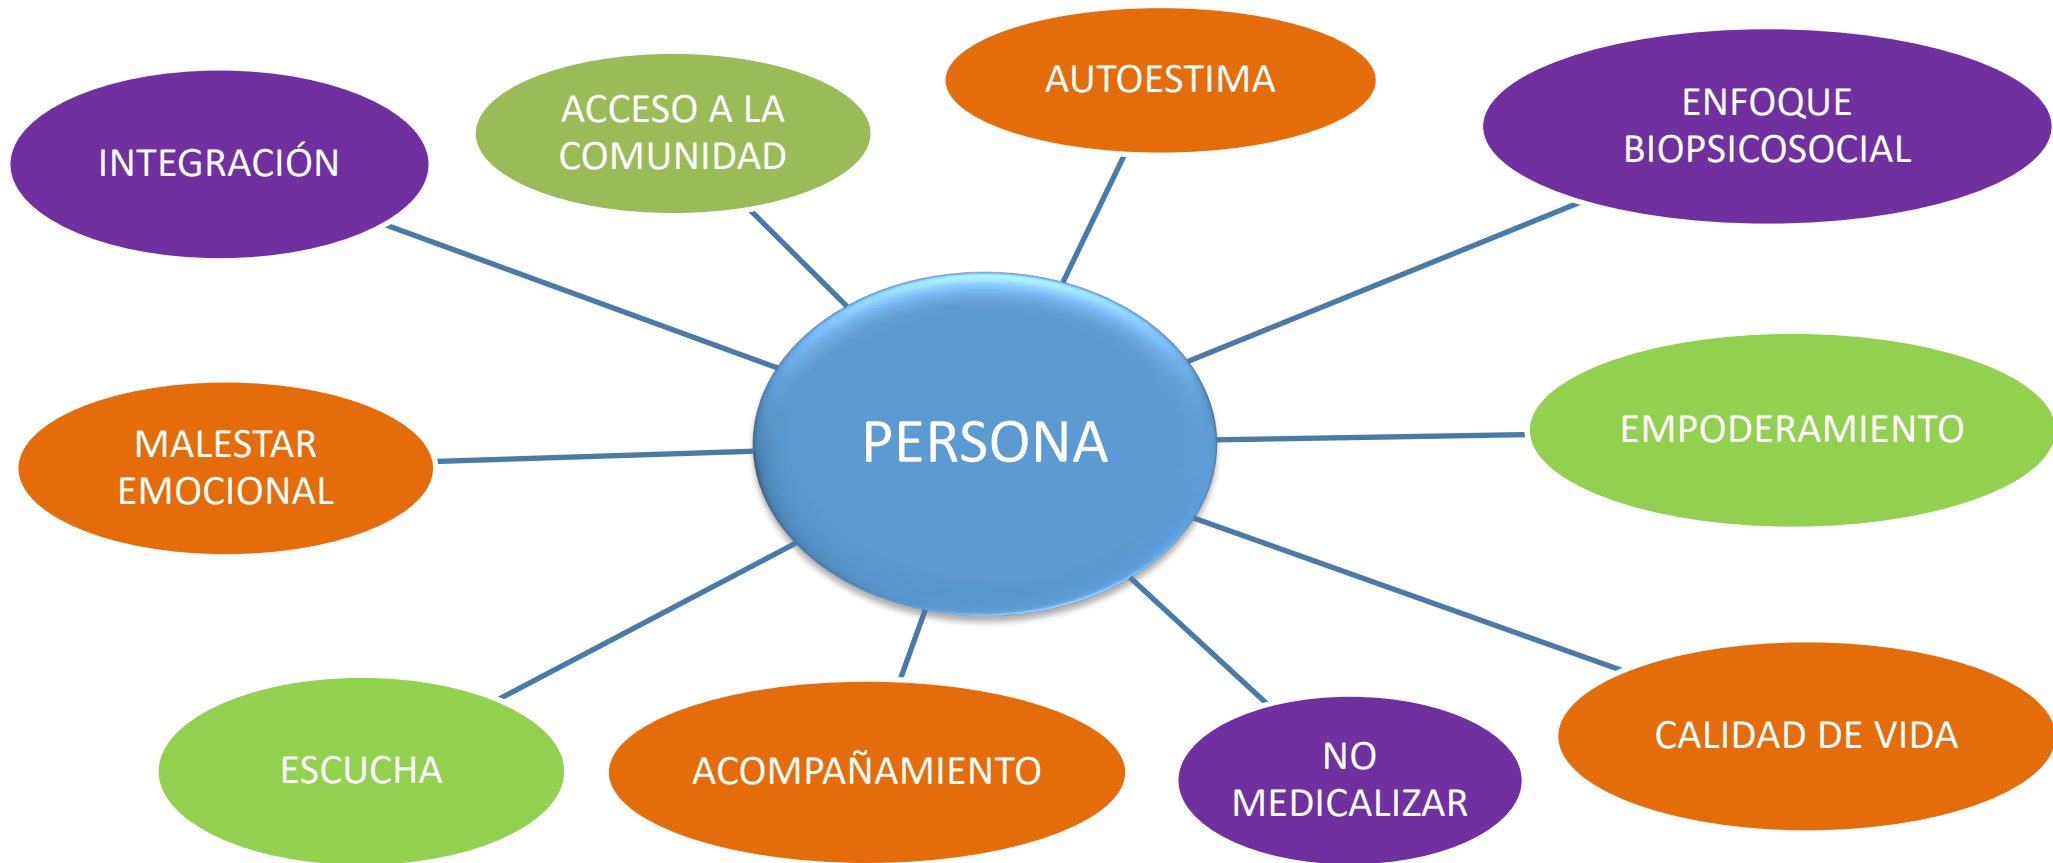 AUTOESTIMA
ENFOQUE
BIOPSICOSOCIAL
ACCESO A LA
COMUNIDAD
INTEGRACIÓN
PERSONA
EMPODERAMIENTO
MALESTAR
EMOCIONAL
CALIDAD DE VIDA
ESCUCHA
ACOMPAÑAMIENTO
NO
MEDICALIZAR